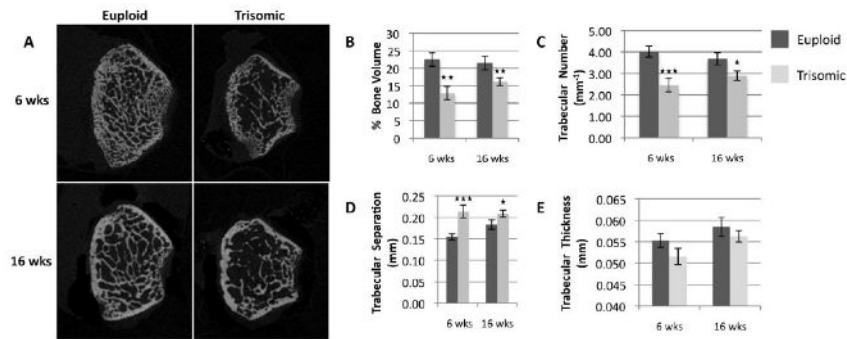 Euploid Trisomic
A
6 wks
16 wks
B
% Bone Volume
30
25
20
15
10
5
0
★★ ★★
6 wks 16 wks
C
Trabecular Number
(mm⁻¹)
5.00
4.00
3.00
2.00
1.00
0.00
★★★ ★
6 wks 16 wks
Euploid
Trisomic
D
Trabecular Separation
(mm)
0.25
0.20
0.15
0.10
0.05
0.00
★★★ ★
6 wks 16 wks
E
Trabecular Thickness
(mm)
0.065
0.060
0.055
0.050
0.045
0.040
6 wks 16 wks